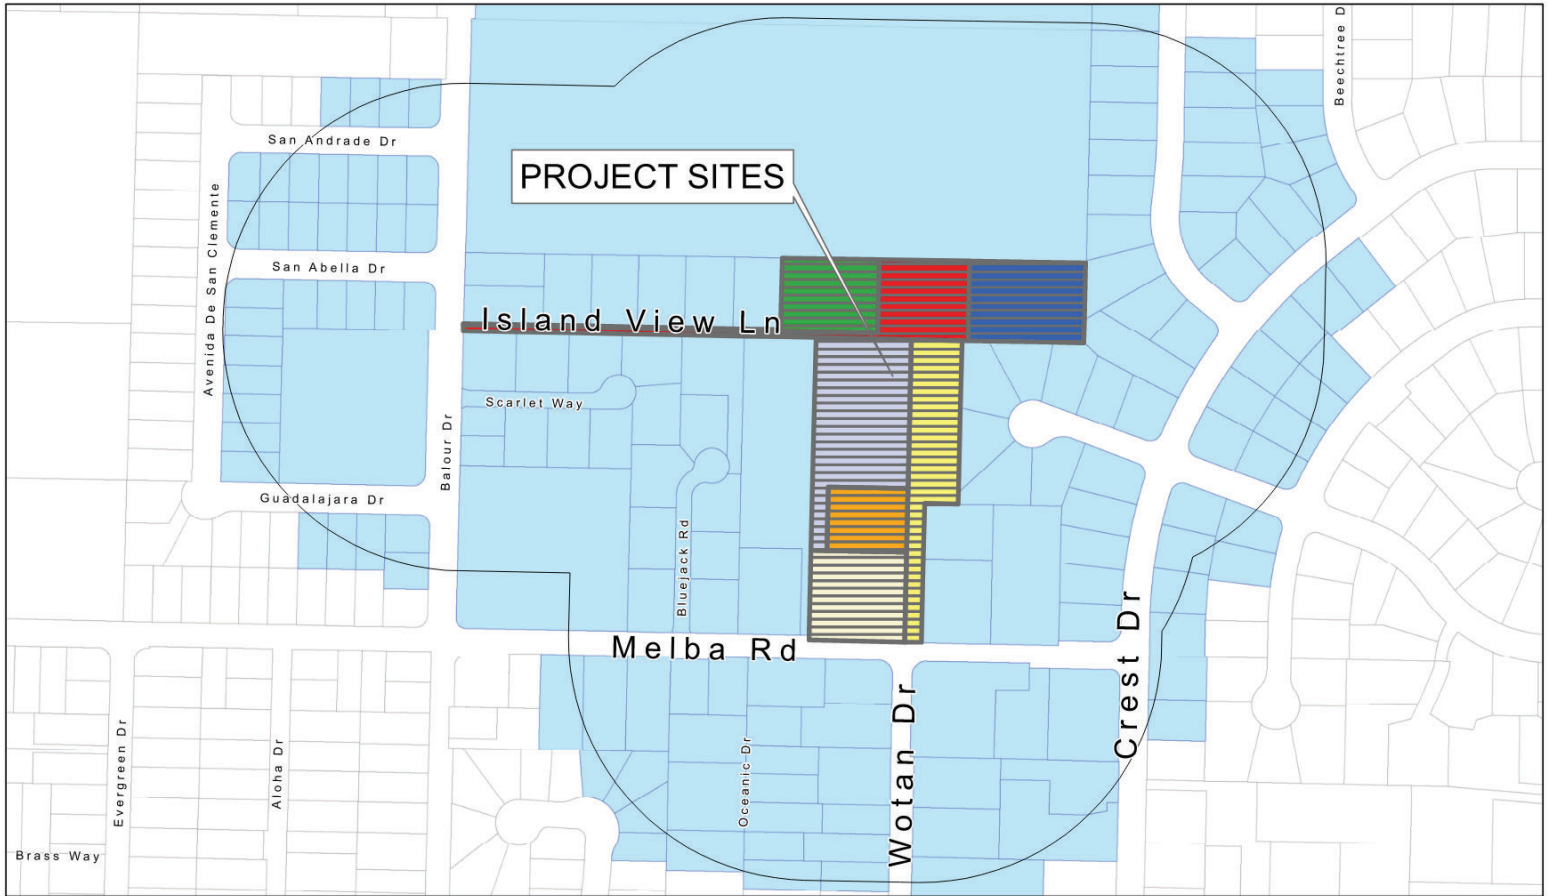 Beechtree D
San Andrade Dr
PROJECT SITES
Avenida De San Clemente
San Abella Dr
Island View Ln
Scarlet Way
Balour Dr
Guadalajara Dr
Bluejack Rd
Melba Rd
Crest Dr
Wotan Dr
Oceanic Dr
Evergreen Dr
Aloha Dr
Brass Way